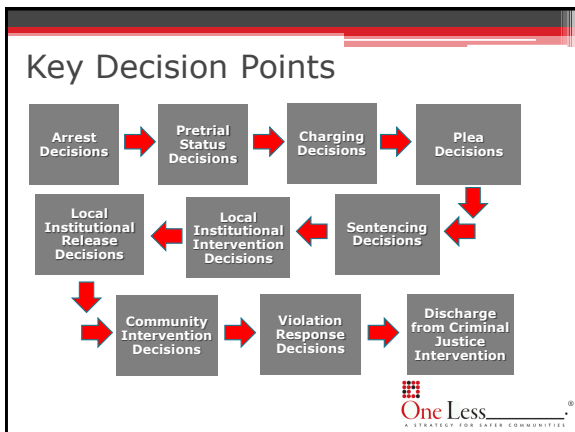 Key Decision Points
Arrest
Decisions
Pretrial
Status
Decisions
Charging
Decisions
Plea
Decisions
Sentencing
Decisions
Local
Institutional
Intervention
Decisions
Local
Institutional
Release
Decisions
Community
Intervention
Decisions
Violation
Response
Decisions
Discharge
from Criminal
Justice
Intervention
One Less________.®
A STRATEGY FOR SAFER COMMUNITIES